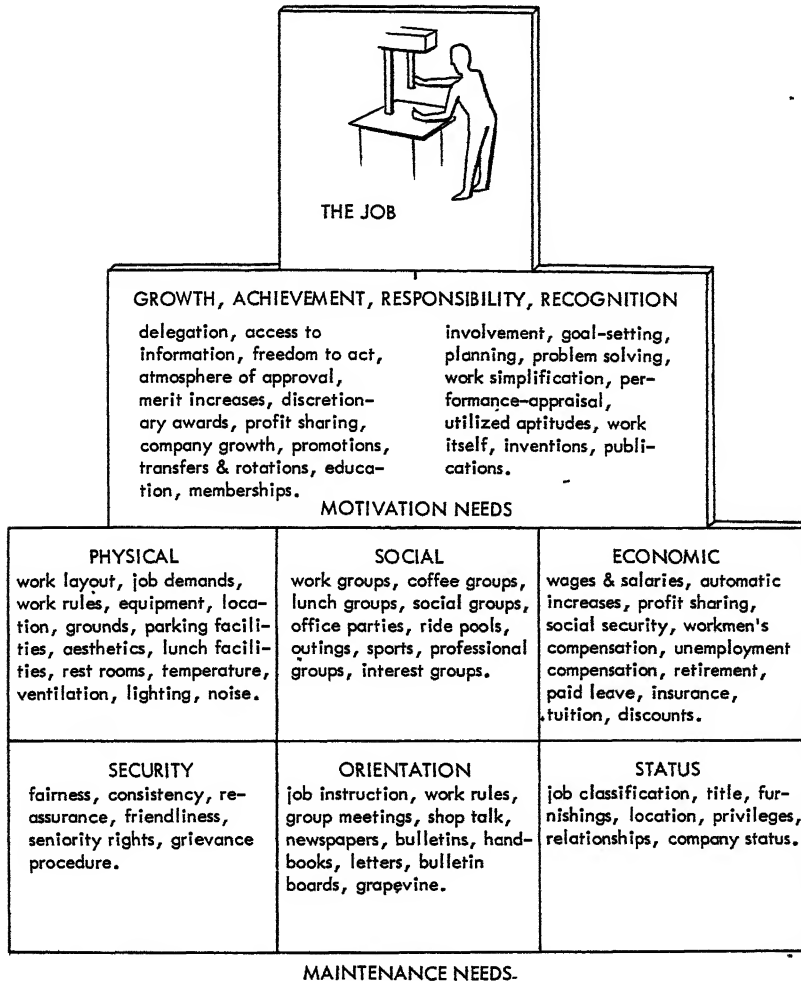 THE JOB
GROWTH, ACHIEVEMENT, RESPONSIBILITY, RECOGNITION
delegation, access to
information, freedom to act,
atmosphere of approval,
merit increases, discretion-
ary awards, profit sharing,
company growth, promotions,
transfers & rotations, educa-
tion, memberships.
involvement, goal-setting,
planning, problem solving,
work simplification, per-
formance-appraisal,
utilized aptitudes, work
itself, inventions, publi-
cations.
MOTIVATION NEEDS
PHYSICAL
work layout, job demands,
work rules, equipment, loca-
tion, grounds, parking facili-
ties, aesthetics, lunch facili-
ties, rest rooms, temperature,
ventilation, lighting, noise.
SOCIAL
work groups, coffee groups,
lunch groups, social groups,
office parties, ride pools,
outings, sports, professional
groups, interest groups.
ECONOMIC
wages & salaries, automatic
increases, profit sharing,
social security, workmen's
compensation, unemployment
compensation, retirement,
paid leave, insurance,
tuition, discounts.
SECURITY
fairness, consistency, re-
assurance, friendliness,
seniority rights, grievance
procedure.
ORIENTATION
job instruction, work rules,
group meetings, shop talk,
newspapers, bulletins, hand-
books, letters, bulletin
boards, grapevine.
STATUS
job classification, title, fur-
nishings, location, privileges,
relationships, company status.
MAINTENANCE NEEDS